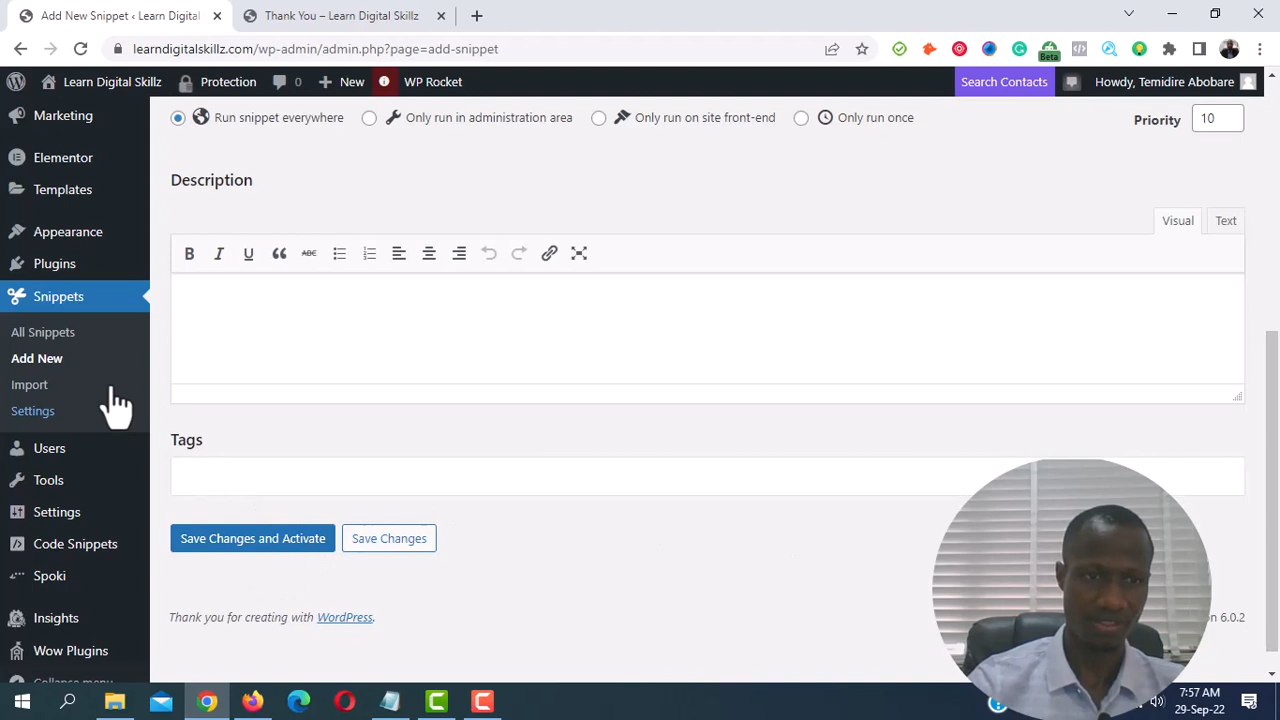 Add New Snippet ‹ Learn Digital
Thank You – Learn Digital Skillz
learndigitalskillz.com/wp-admin/admin.php?page=add-snippet
Beta
Learn Digital Skillz
Protection
0
New
WP Rocket
Search Contacts
Howdy, Temidire Abobare
Marketing
Elementor
Templates
Appearance
Plugins
Snippets
All Snippets
Add New
Import
Settings
Users
Tools
Settings
Code Snippets
Spoki
Insights
Wow Plugins
Collapse menu
Run snippet everywhere
Only run in administration area
Only run on site front-end
Only run once
Priority
10
Description
Visual
Text
B I U ABC
Tags
Save Changes and Activate
Save Changes
Thank you for creating with WordPress.
on 6.0.2
7:57 AM
29-Sep-22